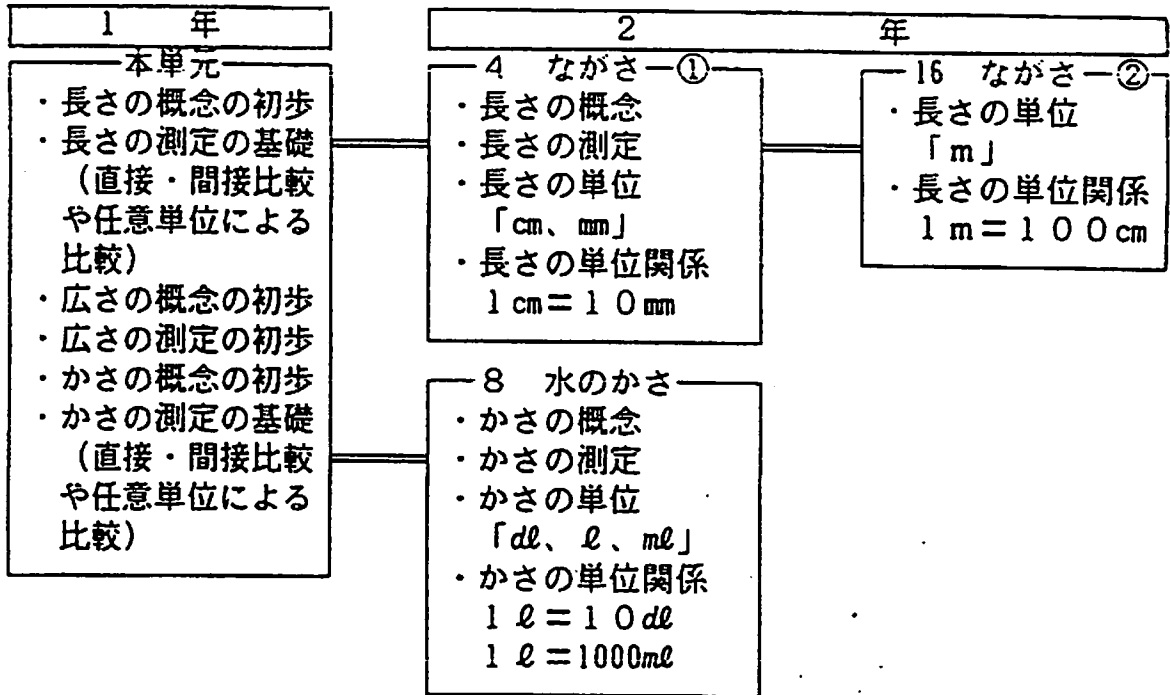 1　年
本単元
・長さの概念の初歩
・長さの測定の基礎
（直接・間接比較
や任意単位による
比較）
・広さの概念の初歩
・広さの測定の初歩
・かさの概念の初歩
・かさの測定の基礎
（直接・間接比較
や任意単位による
比較）
2　年
4　ながさ―①
・長さの概念
・長さの測定
・長さの単位
「cm、mm」
・長さの単位関係
1cm＝10mm
16　ながさ―②
・長さの単位
「m」
・長さの単位関係
1m＝100cm
8　水のかさ
・かさの概念
・かさの測定
・かさの単位
「dℓ、ℓ、mℓ」
・かさの単位関係
1ℓ＝10dℓ
1ℓ＝1000mℓ